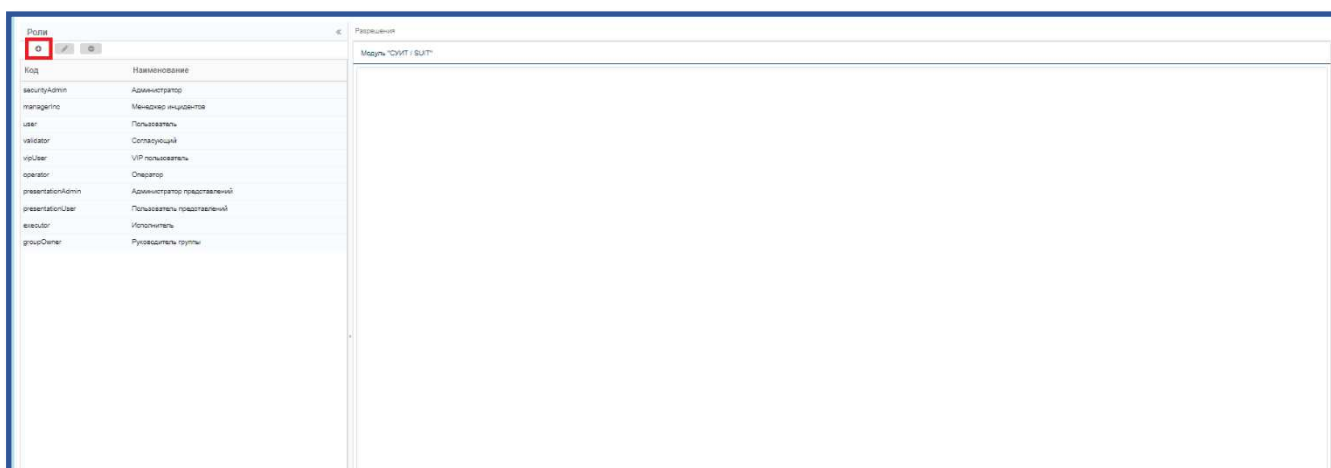 Роли
«
Разрешения
Модуль "СУИТ / SUIT"
Код Наименование
securityAdmin Администратор
managerInc Менеджер инцидентов
user Пользователь
validator Согласующий
vipUser VIP пользователь
operator Оператор
presentationAdmin Администратор представлений
presentationUser Пользователь представлений
executor Исполнитель
groupOwner Руководитель группы